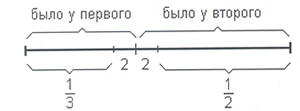 было у первого было у второго
2 2
1/3 1/2